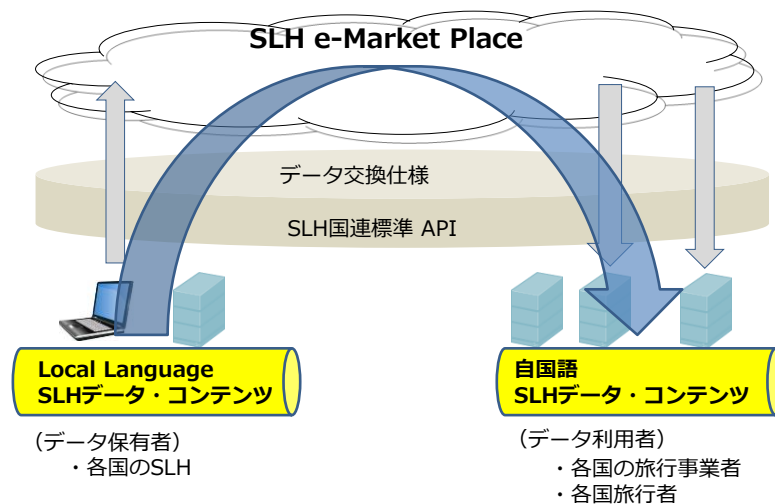 SLH e-Market Place
データ交換仕様
SLH国連標準 API
Local Language
SLHデータ・コンテンツ
(データ保有者)
・各国のSLH
自国語
SLHデータ・コンテンツ
(データ利用者)
・各国の旅行事業者
・各国旅行者